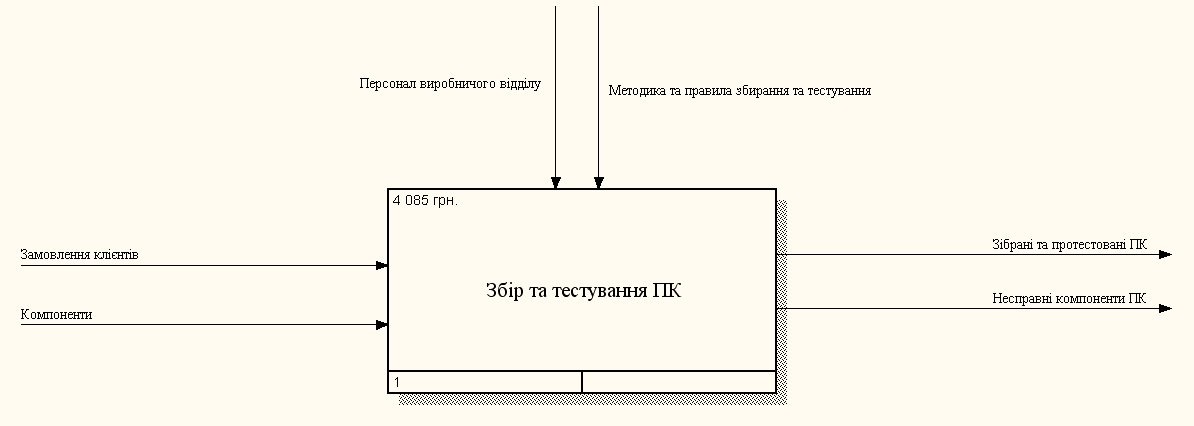 Персонал виробничого відділу
Методика та правила збирання та тестування
4 085 грн.
Замовлення клієнтів
Зібрані та протестовані ПК
Збір та тестування ПК
Несправні компоненти ПК
Компоненти
1